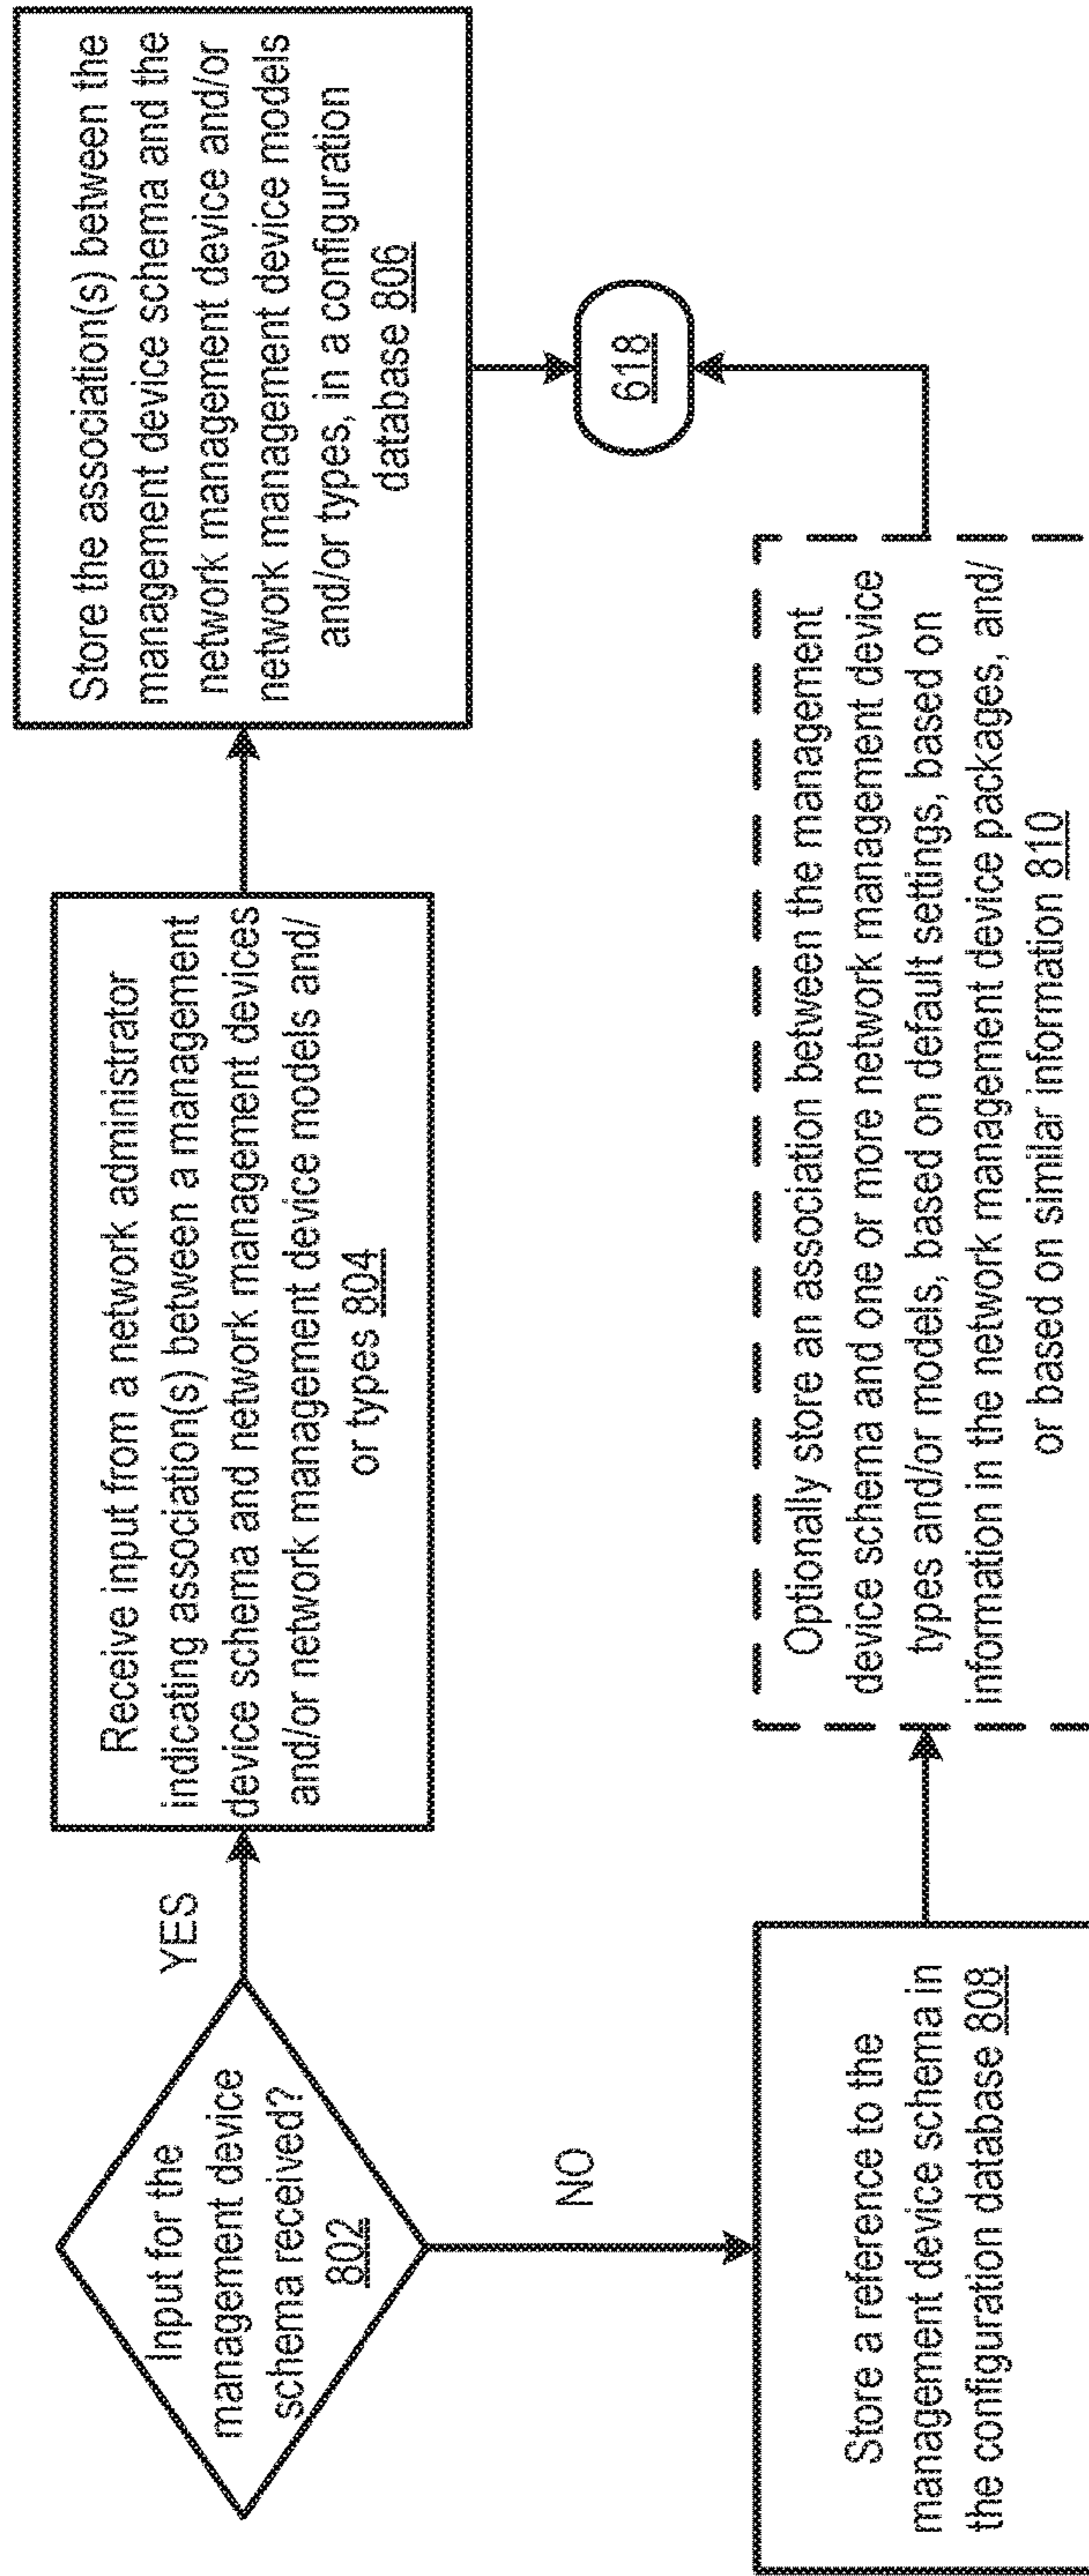 Input for the
management device
schema received?
802
YES
Receive input from a network administrator
indicating association(s) between a management
device schema and network management devices
and/or network management device models and/
or types 804
Store the association(s) between the
management device schema and the
network management device and/or
network management device models
and/or types, in a configuration
database 806
NO
Store a reference to the
management device schema in
the configuration database 808
Optionally store an association between the management
device schema and one or more network management device
types and/or models, based on default settings, based on
information in the network management device packages, and/
or based on similar information 810
618